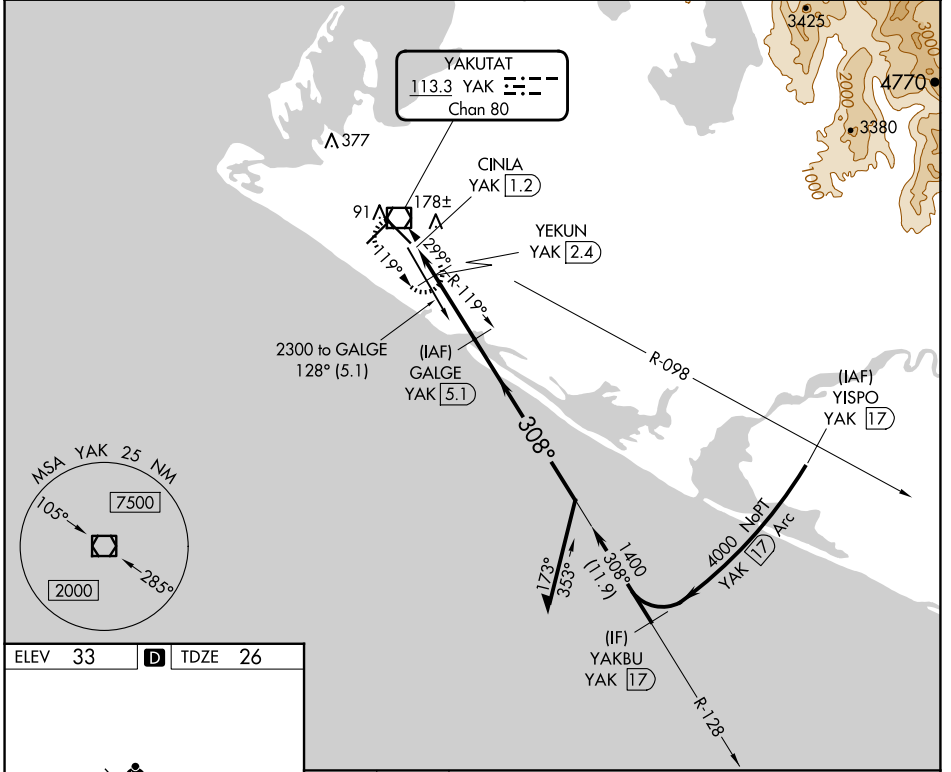 3425
3000
4770
2000
3380
1000
YAKUTAT
113.3 YAK
Chan 80
377
CINLA
YAK 1.2
91
178±
YEKUN
YAK 2.4
299°
R-119°
119°
2300 to GALGE
128° (5.1)
(IAF)
GALGE
YAK 5.1
R-098
(IAF)
YISPO
YAK 17
308°
4000 NoPT
YAK 17 Arc
1400
308°
(11.9)
173°
353°
(IF)
YAKBU
YAK 17
R-128
MSA YAK 25 NM
105°
7500
2000
285°
ELEV 33 D TDZE 26